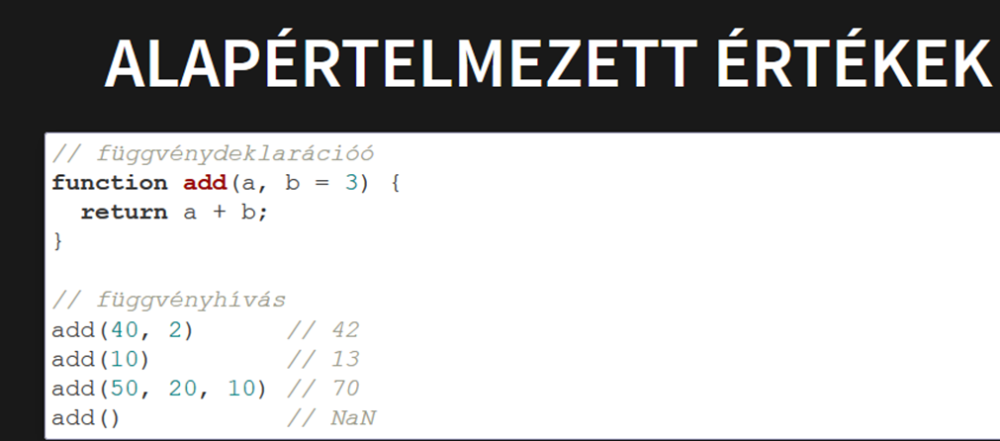 ALAPÉRTELMEZETT ÉRTÉKEK
// függvénydeklarációó
function add(a, b = 3) {
  return a + b;
}
// függvényhívás
add(40, 2)      // 42
add(10)         // 13
add(50, 20, 10) // 70
add()           // NaN